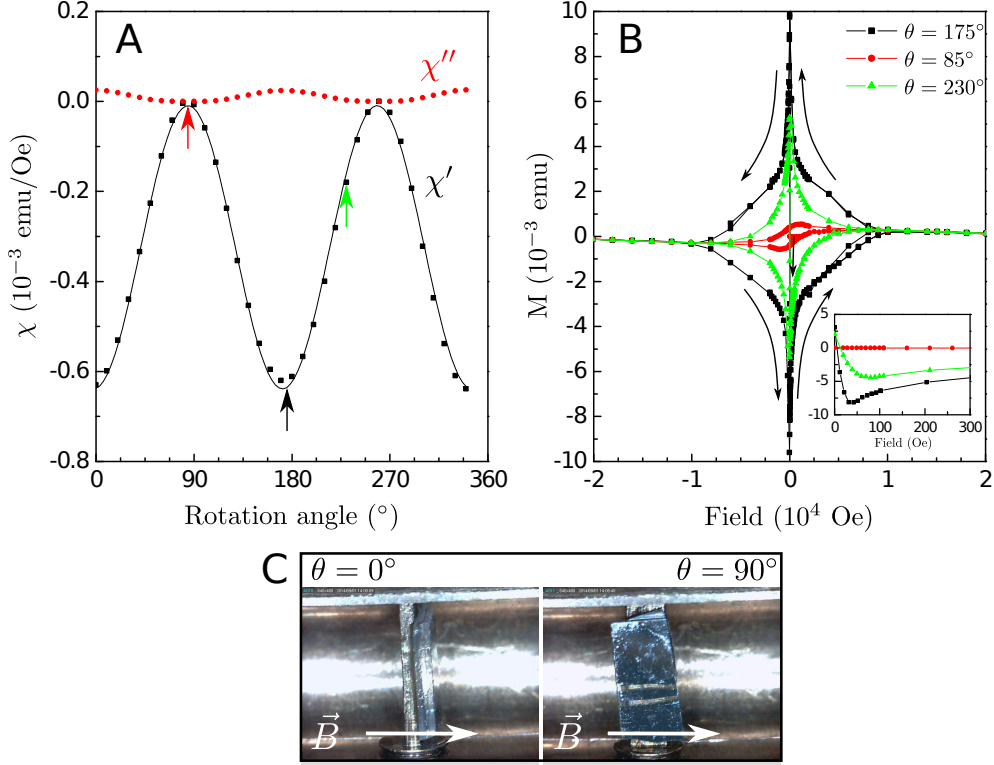 A
χ (10⁻³ emu/Oe)
0.2
0.0
-0.2
-0.4
-0.6
-0.8
χ''
χ'
0 90 180 270 360
Rotation angle (°)
B
M (10⁻³ emu)
10
8
6
4
2
0
-2
-4
-6
-8
-10
θ = 175°
θ = 85°
θ = 230°
5
0
-5
-10
0 100 200 300
Field (Oe)
-2 -1 0 1 2
Field (10⁴ Oe)
C
θ = 0° θ = 90°
B⃗ B⃗